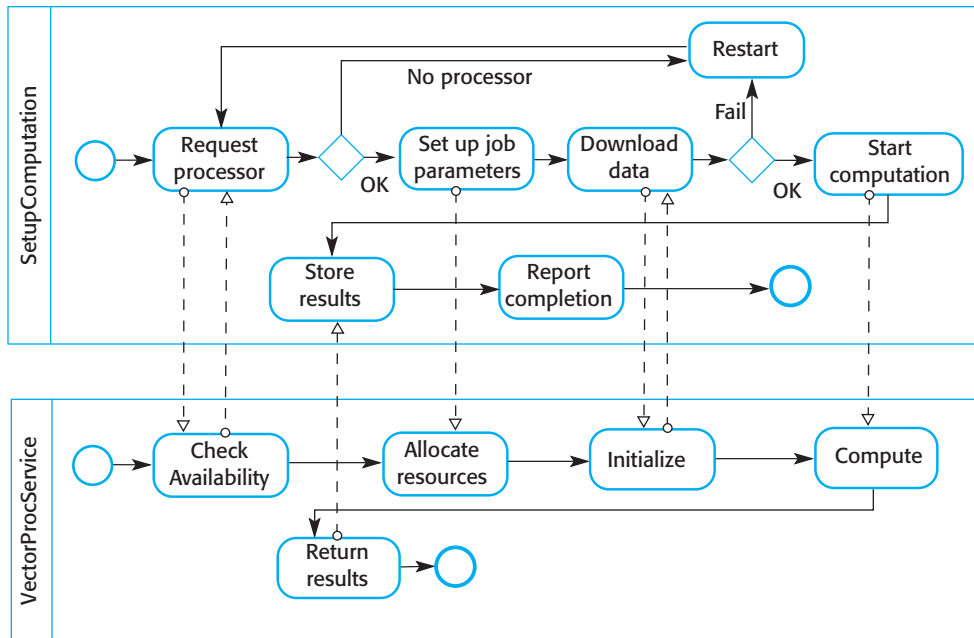 SetupComputation
Restart
No processor
Fail
Request
processor
OK
Set up job
parameters
Download
data
OK
Start
computation
Store
results
Report
completion
VectorProcService
Check
Availability
Allocate
resources
Initialize
Compute
Return
results